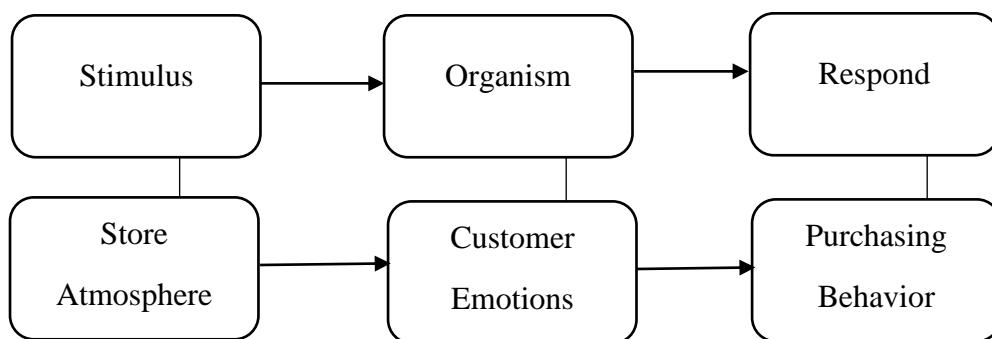 Stimulus
Organism
Respond
Store
Atmosphere
Customer
Emotions
Purchasing
Behavior